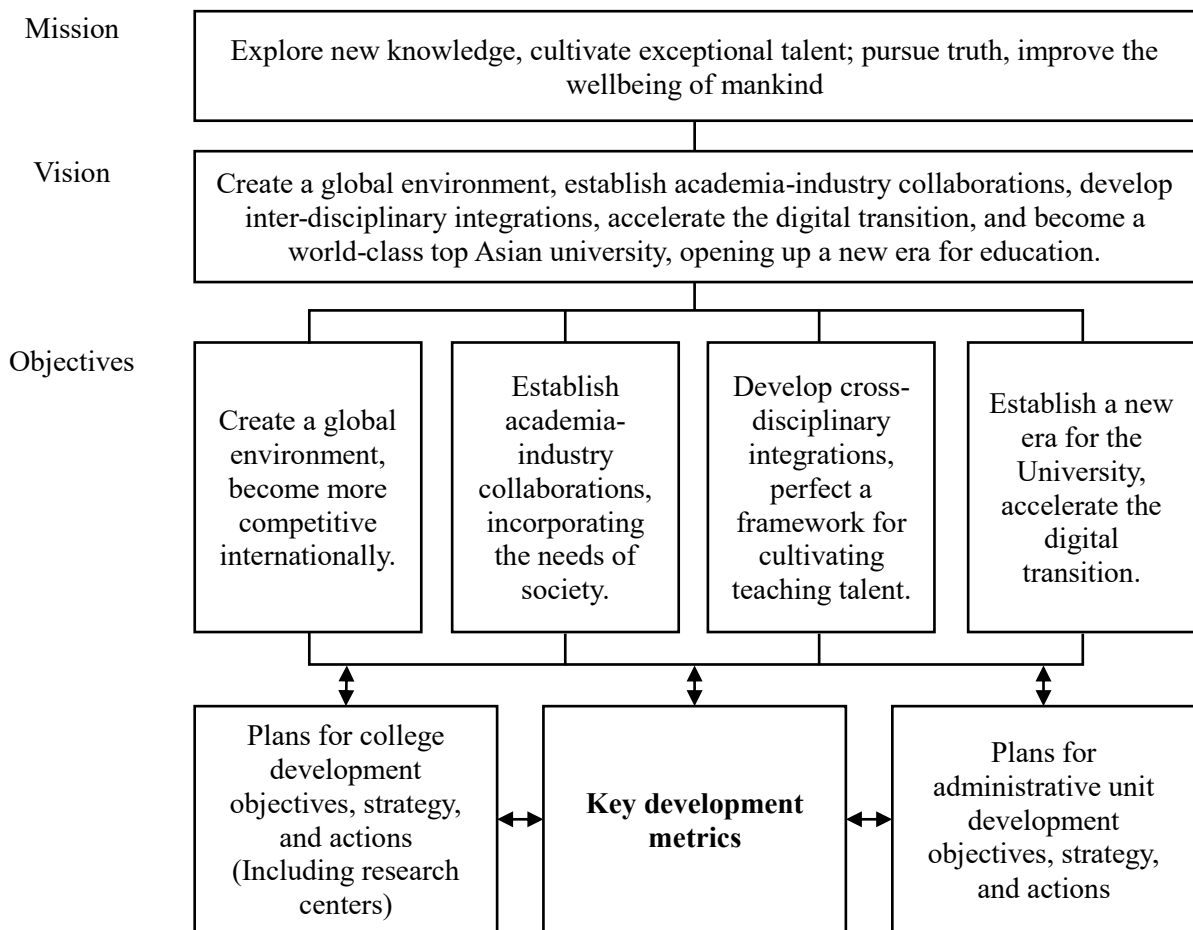 Mission
Explore new knowledge, cultivate exceptional talent; pursue truth, improve the
wellbeing of mankind
Vision
Create a global environment, establish academia-industry collaborations, develop
inter-disciplinary integrations, accelerate the digital transition, and become a
world-class top Asian university, opening up a new era for education.
Objectives
Create a global
environment,
become more
competitive
internationally.
Establish
academia-
industry
collaborations,
incorporating
the needs of
society.
Develop cross-
disciplinary
integrations,
perfect a
framework for
cultivating
teaching talent.
Establish a new
era for the
University,
accelerate the
digital
transition.
Plans for college
development
objectives, strategy,
and actions
(Including research
centers)
Key development
metrics
Plans for
administrative unit
development
objectives, strategy,
and actions